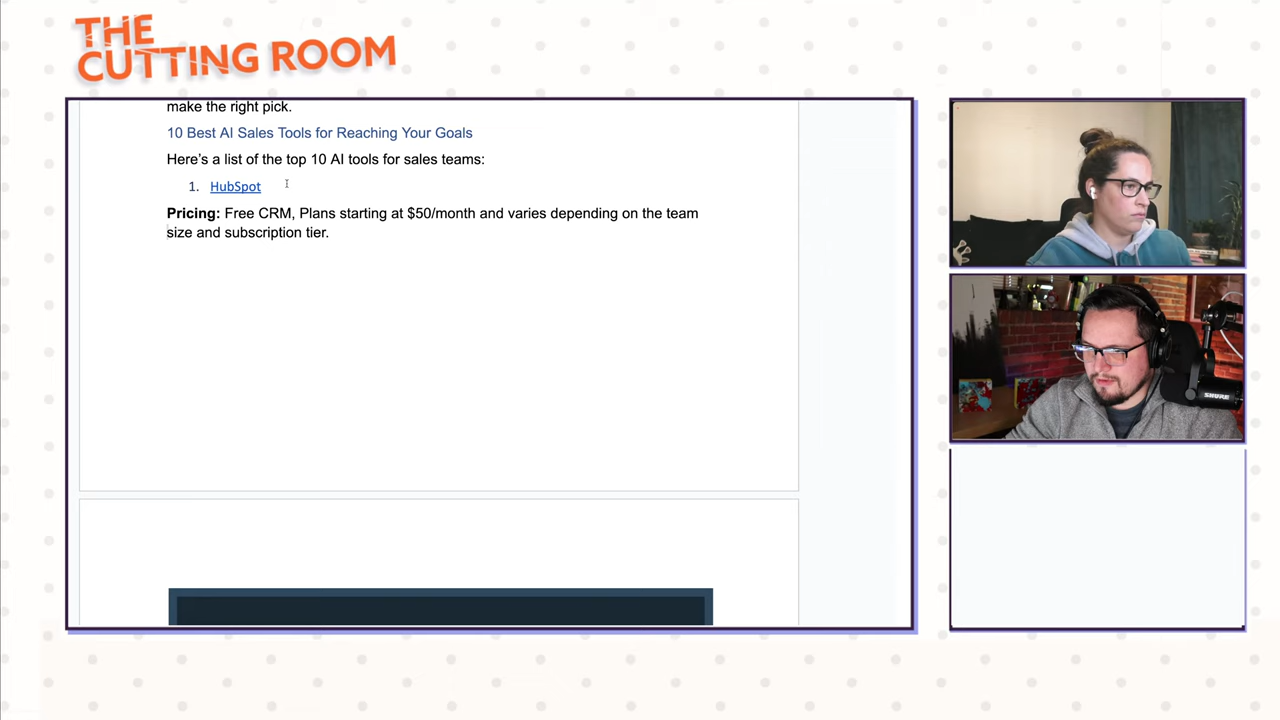 THE
CUTTING ROOM
make the right pick.
10 Best AI Sales Tools for Reaching Your Goals
Here’s a list of the top 10 AI tools for sales teams:
1. HubSpot
Pricing: Free CRM, Plans starting at $50/month and varies depending on the team
size and subscription tier.
SHURE